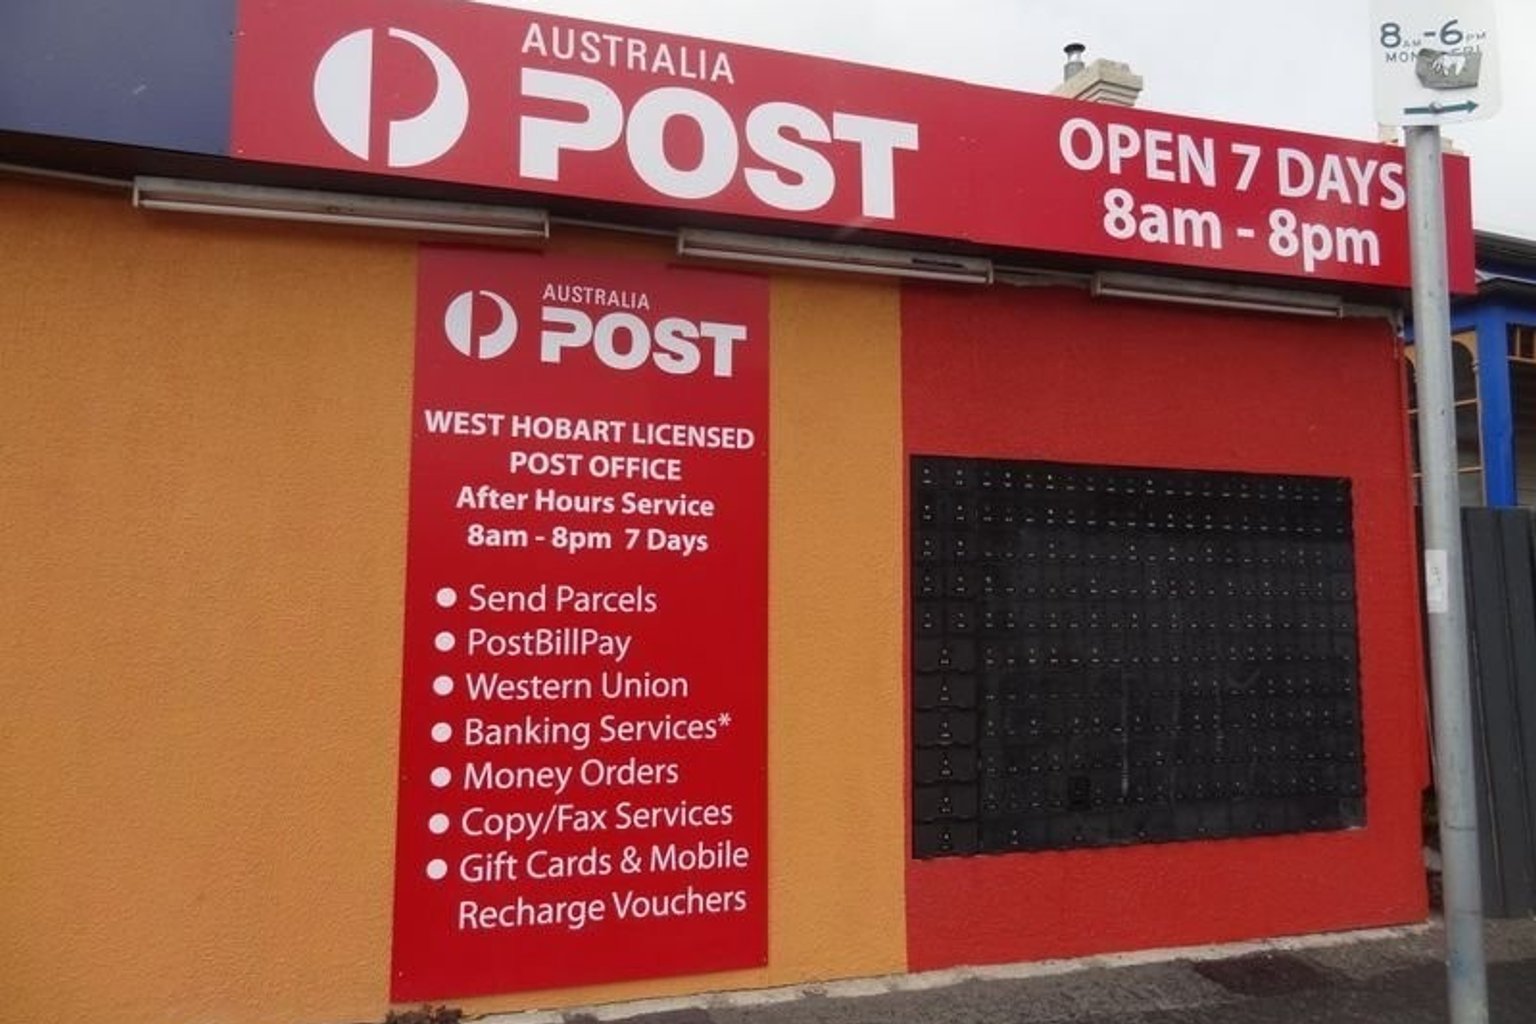 AUSTRALIA
POST
OPEN 7 DAYS
8am - 8pm
8AM-6PM
AUSTRALIA
POST
WEST HOBART LICENSED
POST OFFICE
After Hours Service
8am - 8pm 7 Days
Send Parcels
PostBillPay
Western Union
Banking Services*
Money Orders
Copy/Fax Services
Gift Cards & Mobile
Recharge Vouchers